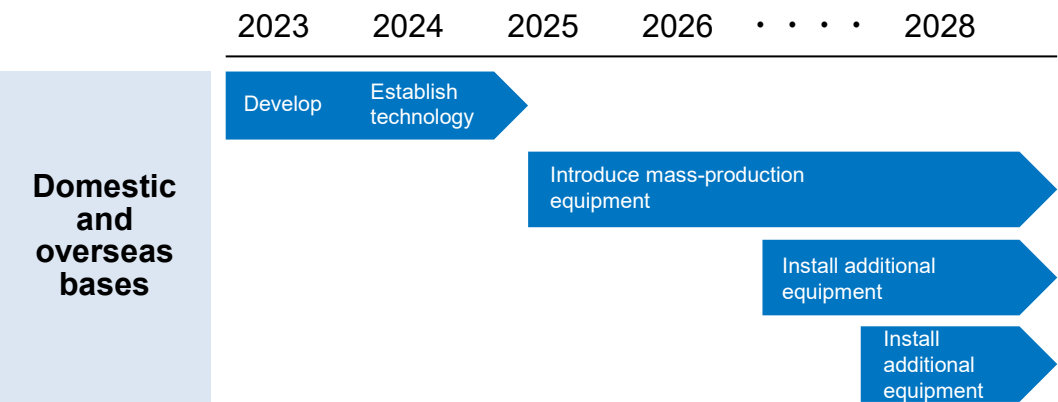 2023 2024 2025 2026 ・・・・ 2028
Domestic
and
overseas
bases
Develop
Establish
technology
Introduce mass-production
equipment
Install additional
equipment
Install
additional
equipment